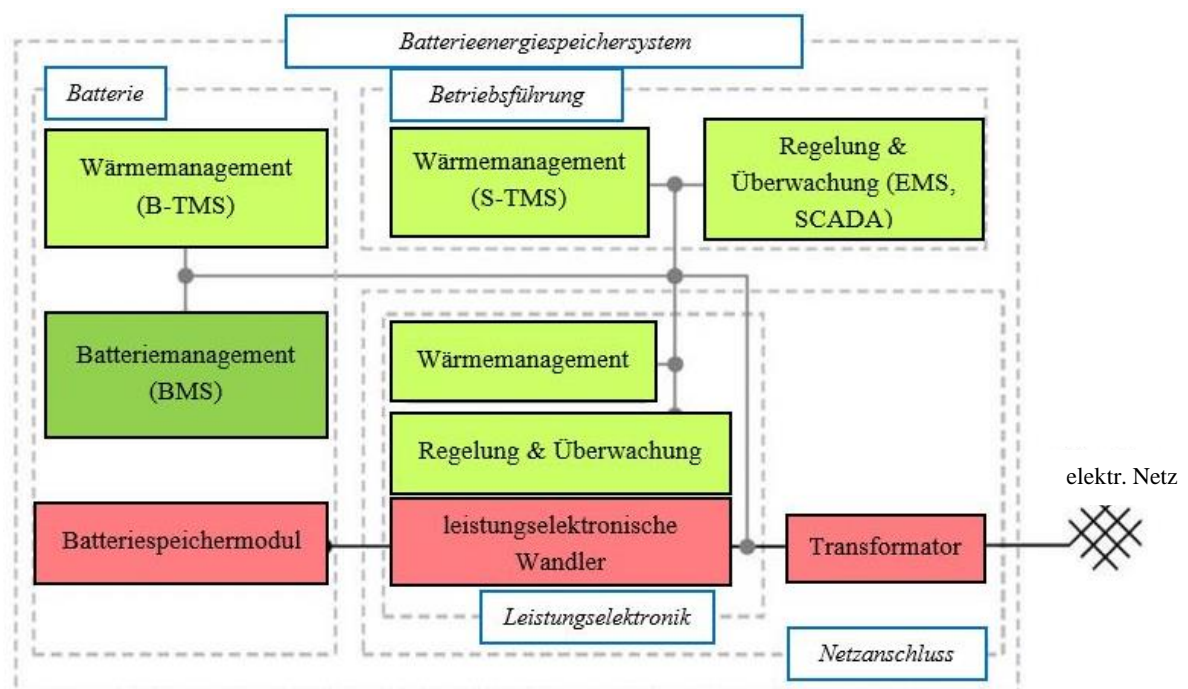 Batterieenergiespeichersystem
Batterie
Betriebsführung
Wärmemanagement
(B-TMS)
Wärmemanagement
(S-TMS)
Regelung &
Überwachung (EMS,
SCADA)
Batteriemanagement
(BMS)
Wärmemanagement
Regelung & Überwachung
elektr. Netz
Batteriespeichermodul
leistungselektronische
Wandler
Transformator
Leistungselektronik
Netzanschluss